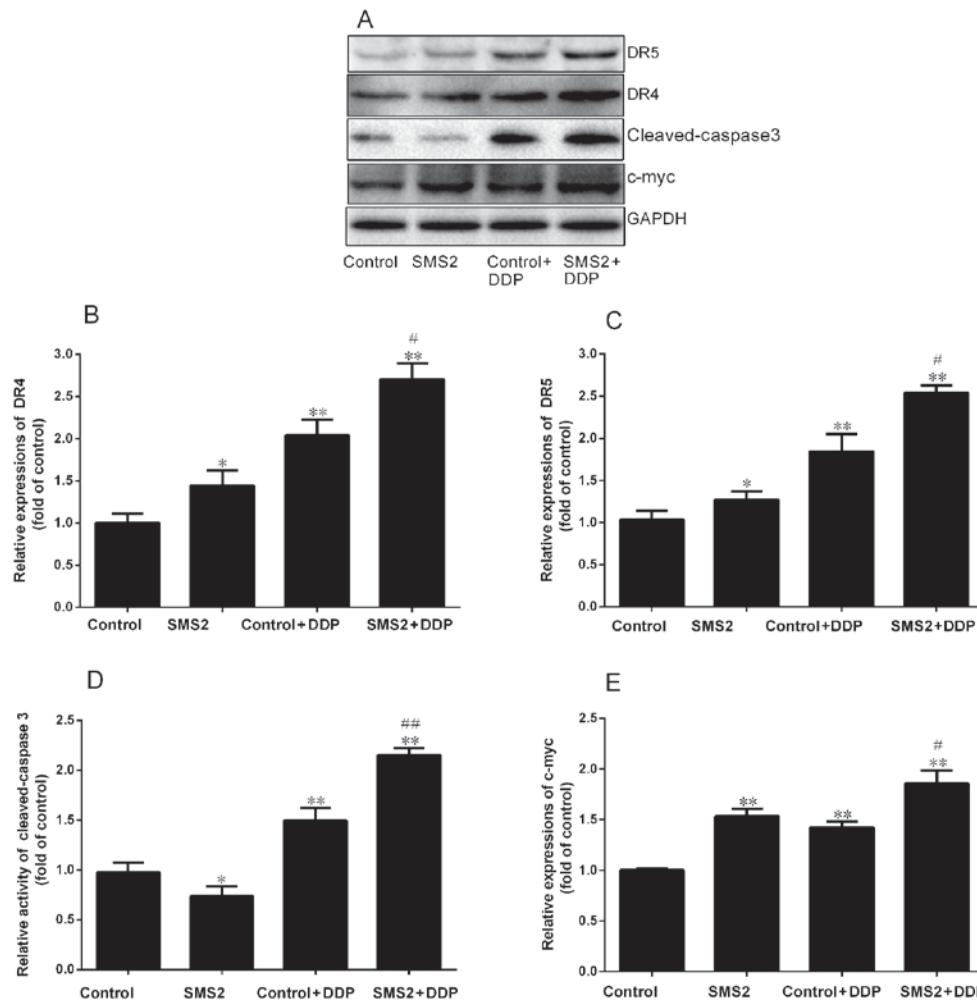 A
DR5
DR4
Cleaved-caspase3
c-myc
GAPDH
Control SMS2 Control+ SMS2+
DDP DDP
B
Relative expressions of DR4
(fold of control)
3.0
2.5
2.0
1.5
1.0
0.5
0.0
*
**
#
**
Control SMS2 Control+DDP SMS2+DDP
C
Relative expressions of DR5
(fold of control)
3.0
2.5
2.0
1.5
1.0
0.5
0.0
*
**
#
**
Control SMS2 Control+DDP SMS2+DDP
D
Relative activity of cleaved-caspase 3
(fold of control)
2.5
2.0
1.5
1.0
0.5
0.0
*
**
##
**
Control SMS2 Control+DDP SMS2+DDP
E
Relative expressions of c-myc
(fold of control)
2.5
2.0
1.5
1.0
0.5
0.0
**
**
#
**
Control SMS2 Control+DDP SMS2+DDP